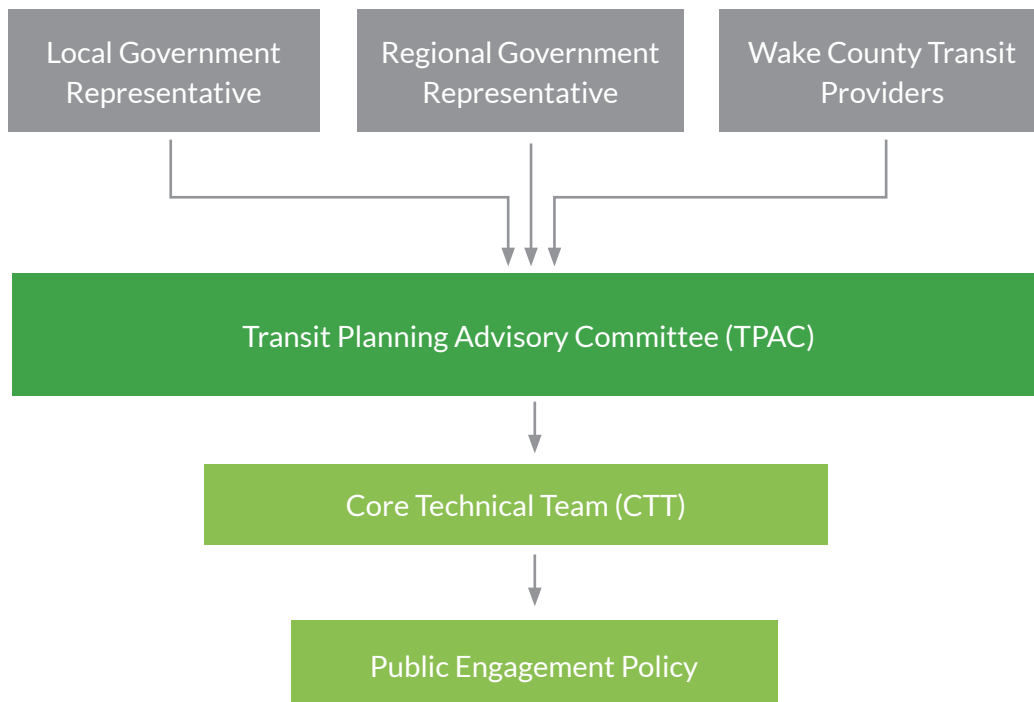 Local Government
Representative
Regional Government
Representative
Wake County Transit
Providers
Transit Planning Advisory Committee (TPAC)
Core Technical Team (CTT)
Public Engagement Policy